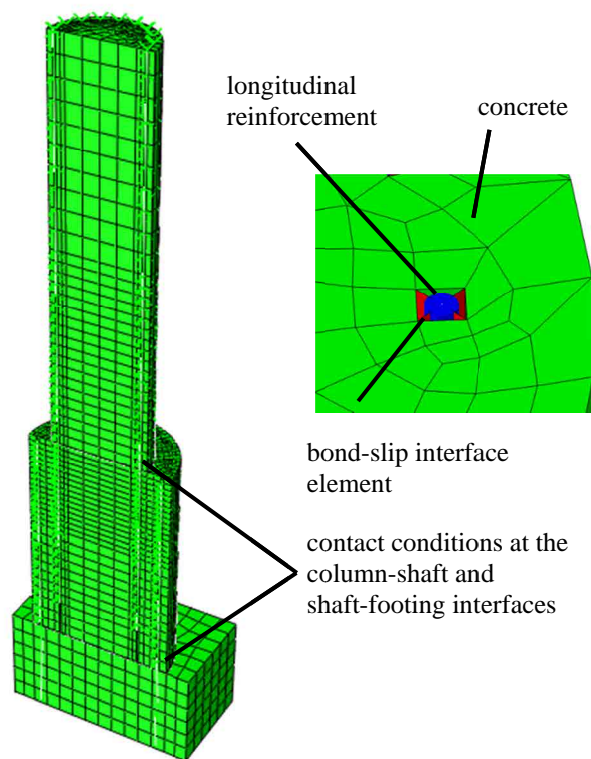 longitudinal
reinforcement
concrete
bond-slip interface
element
contact conditions at the
column-shaft and
shaft-footing interfaces